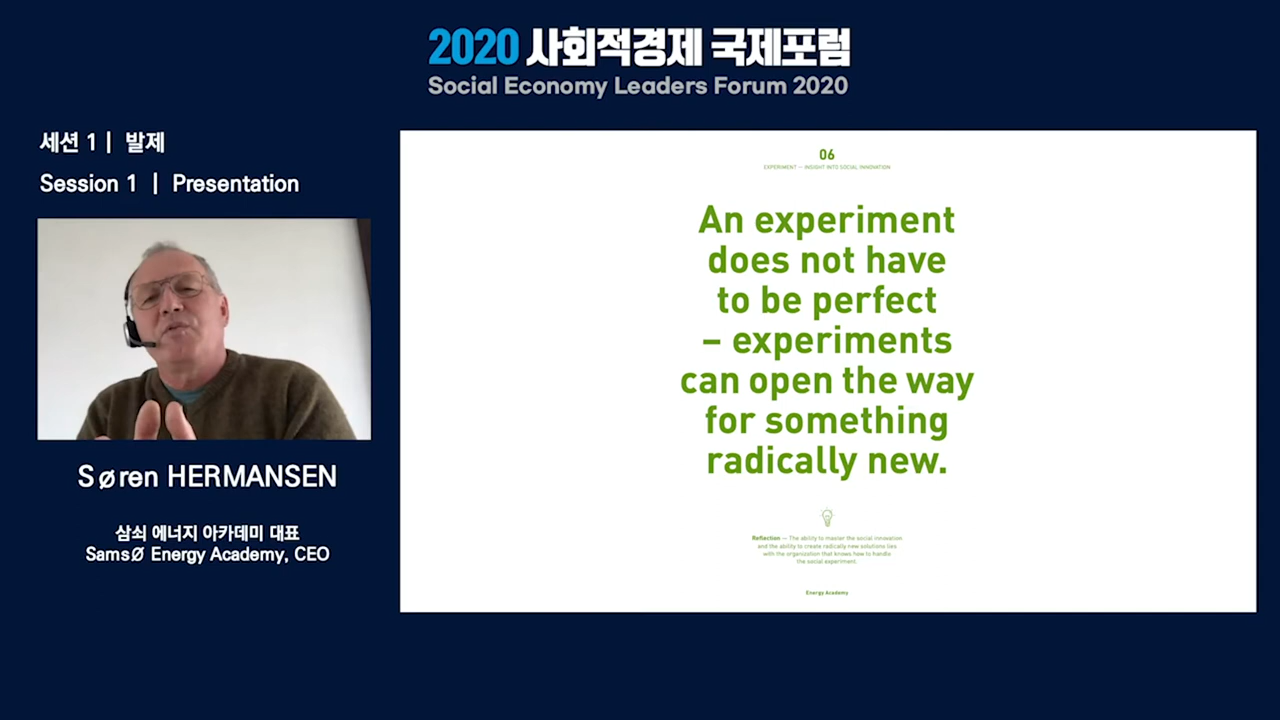 2020 사회적경제 국제포럼
Social Economy Leaders Forum 2020
세션 1 | 발제
Session 1 | Presentation
Søren HERMANSEN
삼쇠 에너지 아카데미 대표
SamsØ Energy Academy, CEO
06
EXPERIMENT — INSIGHT INTO SOCIAL INNOVATION
An experiment
does not have
to be perfect
– experiments
can open the way
for something
radically new.
Reflection — The ability to master the social innovation
and the ability to create radically new solutions lies
with the organization that knows how to handle
the social experiment.
Energy Academy